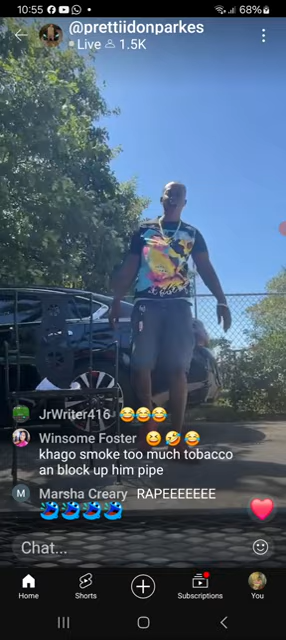 10:55
68%
@prettiidonparkes
Live 1.5K
JrWriter416 😂😂😂
Winsome Foster 😆🤣😂
khago smoke too much tobacco
an block up him pipe
M Marsha Creary RAPEEEEEEE
Chat...
Home Shorts Subscriptions You